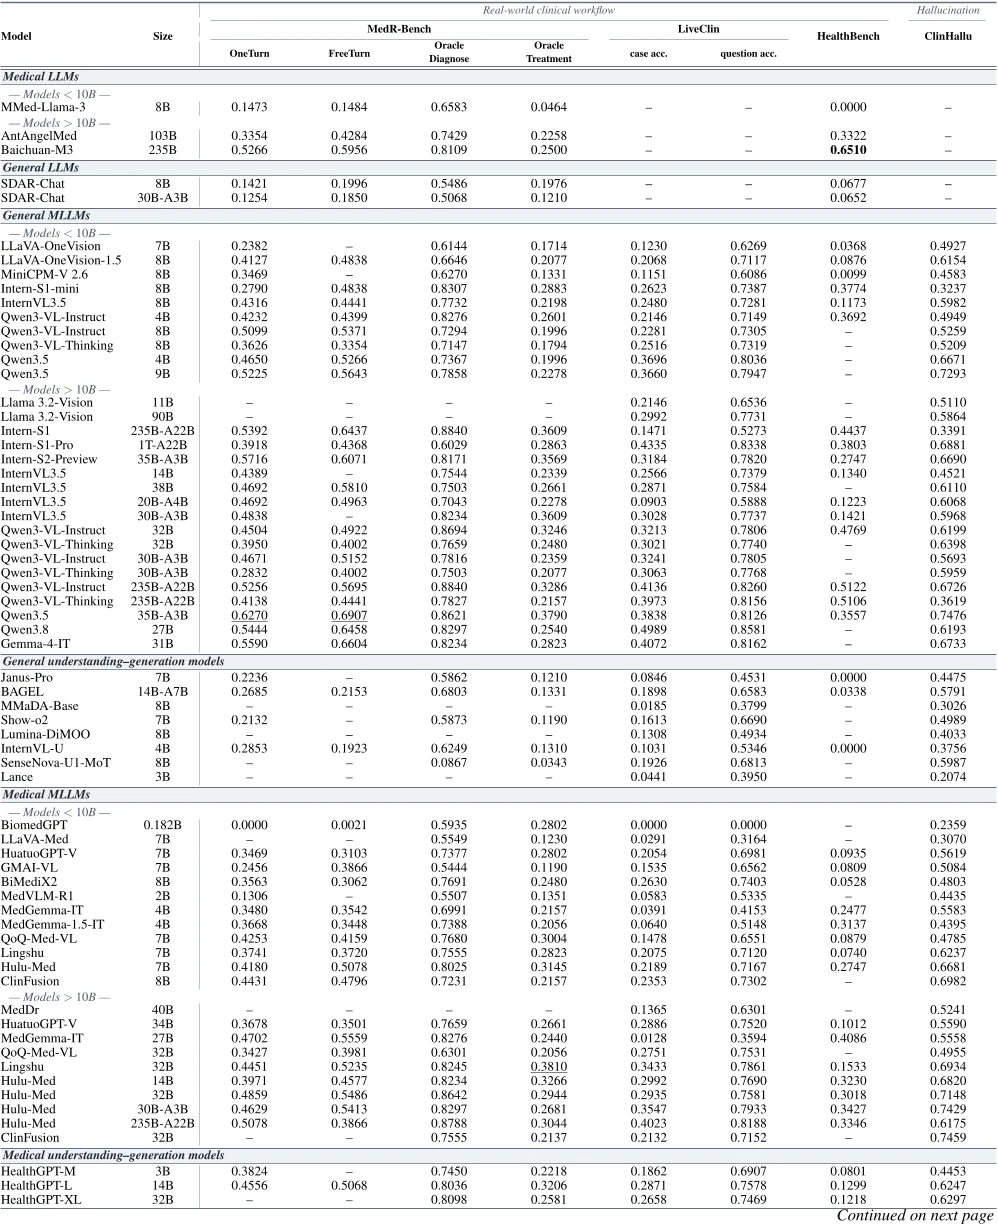 Real-world clinical workflow Hallucination
Model Size MedR-Bench LiveClin HealthBench ClinHallu
OneTurn FreeTurn Oracle Diagnose Oracle Treatment case acc. question acc.
Medical LLMs
— Models < 10B —
MMed-Llama-3 8B 0.1473 0.1484 0.6583 0.0464 – – 0.0000 –
— Models > 10B —
AntAngelMed 103B 0.3354 0.4284 0.7429 0.2258 – – 0.3322 –
Baichuan-M3 235B 0.5266 0.5956 0.8109 0.2500 – – 0.6510 –
General LLMs
SDAR-Chat 8B 0.1421 0.1996 0.5486 0.1976 – – 0.0677 –
SDAR-Chat 30B-A3B 0.1254 0.1850 0.5068 0.1210 – – 0.0652 –
General MLLMs
— Models < 10B —
LLaVA-OneVision 7B 0.2382 – 0.6144 0.1714 0.1230 0.6269 0.0368 0.4927
LLaVA-OneVision-1.5 8B 0.4127 0.4838 0.6646 0.2077 0.2068 0.7117 0.0876 0.6154
MiniCPM-V 2.6 8B 0.3469 – 0.6270 0.1331 0.1151 0.6086 0.0099 0.4583
Intern-S1-mini 8B 0.2790 0.4838 0.8307 0.2883 0.2623 0.7387 0.3774 0.3237
InternVL3.5 8B 0.4316 0.4441 0.7732 0.2198 0.2480 0.7281 0.1173 0.5982
Qwen3-VL-Instruct 4B 0.4232 0.4399 0.8276 0.2601 0.2146 0.7149 0.3692 0.4949
Qwen3-VL-Instruct 8B 0.5099 0.5371 0.7294 0.1996 0.2281 0.7305 – 0.5259
Qwen3-VL-Thinking 8B 0.3626 0.3354 0.7147 0.1794 0.2516 0.7319 – 0.5209
Qwen3.5 4B 0.4650 0.5266 0.7367 0.1996 0.3696 0.8036 – 0.6671
Qwen3.5 9B 0.5225 0.5643 0.7858 0.2278 0.3660 0.7947 – 0.7293
— Models > 10B —
Llama 3.2-Vision 11B – – – – 0.2146 0.6536 – 0.5110
Llama 3.2-Vision 90B – – – – 0.2992 0.7731 – 0.5864
Intern-S1 235B-A22B 0.5392 0.6437 0.8840 0.3609 0.1471 0.5273 0.4437 0.3391
Intern-S1-Pro 1T-A22B 0.3918 0.4368 0.6029 0.2863 0.4335 0.8338 0.3803 0.6881
Intern-S2-Preview 35B-A3B 0.5716 0.6071 0.8171 0.3569 0.3184 0.7820 0.2747 0.6690
InternVL3.5 14B 0.4389 – 0.7544 0.2339 0.2566 0.7379 0.1340 0.4521
InternVL3.5 38B 0.4692 0.5810 0.7503 0.2661 0.2871 0.7584 – 0.6110
InternVL3.5 20B-A4B 0.4692 0.4963 0.7043 0.2278 0.0903 0.5888 0.1223 0.6068
InternVL3.5 30B-A3B 0.4838 – 0.8234 0.3609 0.3028 0.7737 0.1421 0.5968
Qwen3-VL-Instruct 32B 0.4504 0.4922 0.8694 0.3246 0.3213 0.7806 0.4769 0.6199
Qwen3-VL-Thinking 32B 0.3950 0.4002 0.7659 0.2480 0.3021 0.7740 – 0.6398
Qwen3-VL-Instruct 30B-A3B 0.4671 0.5152 0.7816 0.2359 0.3241 0.7805 – 0.5693
Qwen3-VL-Thinking 30B-A3B 0.2832 0.4002 0.7503 0.2077 0.3063 0.7768 – 0.5959
Qwen3-VL-Instruct 235B-A22B 0.5256 0.5695 0.8840 0.3286 0.4136 0.8260 0.5122 0.6726
Qwen3-VL-Thinking 235B-A22B 0.4138 0.4441 0.7827 0.2157 0.3973 0.8156 0.5106 0.3619
Qwen3.5 35B-A3B 0.6270 0.6907 0.8621 0.3790 0.3838 0.8126 0.3557 0.7476
Qwen3.8 27B 0.5444 0.6458 0.8297 0.2540 0.4989 0.8581 – 0.6193
Gemma-4-IT 31B 0.5590 0.6604 0.8234 0.2823 0.4072 0.8162 – 0.6733
General understanding–generation models
Janus-Pro 7B 0.2236 – 0.5862 0.1210 0.0846 0.4531 0.0000 0.4475
BAGEL 14B-A7B 0.2685 0.2153 0.6803 0.1331 0.1898 0.6583 0.0338 0.5791
MMaDA-Base 8B – – – – 0.0185 0.3799 – 0.3026
Show-o2 7B 0.2132 – 0.5873 0.1190 0.1613 0.6690 – 0.4989
Lumina-DiMOO 8B – – – – 0.1308 0.4934 – 0.4033
InternVL-U 4B 0.2853 0.1923 0.6249 0.1310 0.1031 0.5346 0.0000 0.3756
SenseNova-U1-MoT 8B – – 0.0867 0.0343 0.1926 0.6813 – 0.5987
Lance 3B – – – – 0.0441 0.3950 – 0.2074
Medical MLLMs
— Models < 10B —
BiomedGPT 0.182B 0.0000 0.0021 0.5935 0.2802 0.0000 0.0000 – 0.2359
LLaVA-Med 7B – – 0.5549 0.1230 0.0291 0.3164 – 0.3070
HuatuoGPT-V 7B 0.3469 0.3103 0.7377 0.2802 0.2054 0.6981 0.0935 0.5619
GMAI-VL 7B 0.2456 0.3866 0.5444 0.1190 0.1535 0.6562 0.0809 0.5084
BiMediX2 8B 0.3563 0.3062 0.7691 0.2480 0.2630 0.7403 0.0528 0.4803
MedVLM-R1 2B 0.1306 – 0.5507 0.1351 0.0583 0.5335 – 0.4435
MedGemma-IT 4B 0.3480 0.3542 0.6991 0.2157 0.0391 0.4153 0.2477 0.5583
MedGemma-1.5-IT 4B 0.3668 0.3448 0.7388 0.2056 0.0640 0.5148 0.3137 0.4395
QoQ-Med-VL 7B 0.4253 0.4159 0.7680 0.3004 0.1478 0.6551 0.0879 0.4785
Lingshu 7B 0.3741 0.3720 0.7555 0.2823 0.2075 0.7120 0.0740 0.6237
Hulu-Med 7B 0.4180 0.5078 0.8025 0.3145 0.2189 0.7167 0.2747 0.6681
ClinFusion 8B 0.4431 0.4796 0.7231 0.2157 0.2353 0.7302 – 0.6982
— Models > 10B —
MedDr 40B – – – – 0.1365 0.6301 – 0.5241
HuatuoGPT-V 34B 0.3678 0.3501 0.7659 0.2661 0.2886 0.7520 0.1012 0.5590
MedGemma-IT 27B 0.4702 0.5559 0.8276 0.2440 0.0128 0.3594 0.4086 0.5558
QoQ-Med-VL 32B 0.3427 0.3981 0.6301 0.2056 0.2751 0.7531 – 0.4955
Lingshu 32B 0.4451 0.5235 0.8245 0.3810 0.3433 0.7861 0.1533 0.6934
Hulu-Med 14B 0.3971 0.4577 0.8234 0.3266 0.2992 0.7690 0.3230 0.6820
Hulu-Med 32B 0.4859 0.5486 0.8642 0.2944 0.2935 0.7581 0.3018 0.7148
Hulu-Med 30B-A3B 0.4629 0.5413 0.8297 0.2681 0.3547 0.7933 0.3427 0.7429
Hulu-Med 235B-A22B 0.5078 0.3866 0.8788 0.3044 0.4023 0.8188 0.3346 0.6175
ClinFusion 32B – – 0.7555 0.2137 0.2132 0.7152 – 0.7459
Medical understanding–generation models
HealthGPT-M 3B 0.3824 – 0.7450 0.2218 0.1862 0.6907 0.0801 0.4453
HealthGPT-L 14B 0.4556 0.5068 0.8036 0.3206 0.2871 0.7578 0.1299 0.6247
HealthGPT-XL 32B – – 0.8098 0.2581 0.2658 0.7469 0.1218 0.6297
Continued on next page